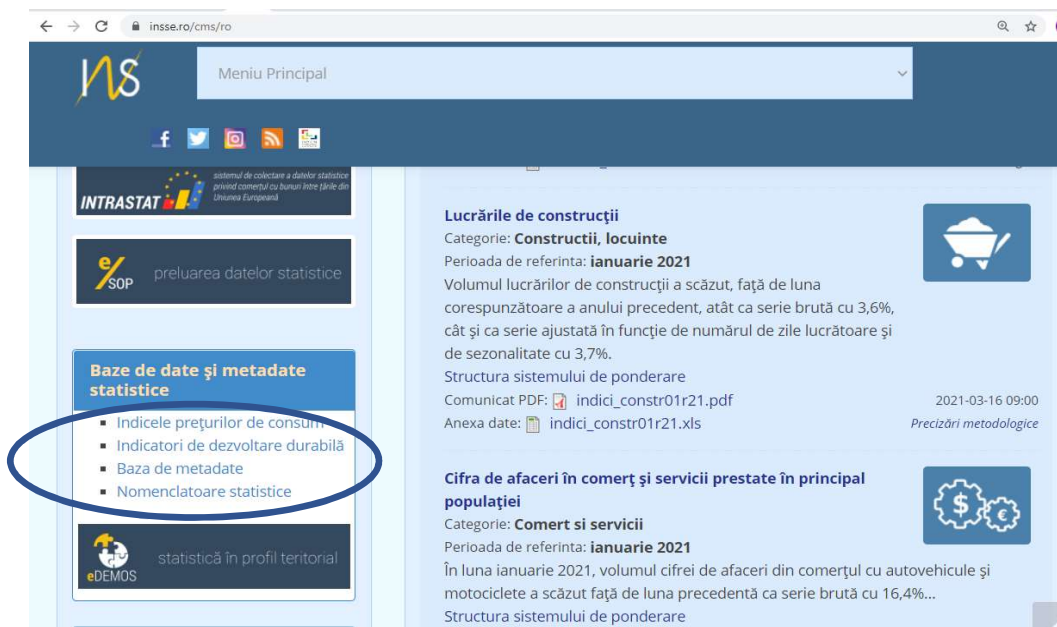 insse.ro/cms/ro
INS
Meniu Principal
INTRASTAT
sistemul de colectare a datelor statistice
privind comerțul cu bunuri între țările din
Uniunea Europeană
e/SOP
preluarea datelor statistice
Baze de date și metadate
statistice
Indicele prețurilor de consum
Indicatori de dezvoltare durabilă
Baza de metadate
Nomenclatoare statistice
eDEMOS
statistică în profil teritorial
Lucrările de construcţii
Categorie: Constructii, locuinte
Perioada de referinta: ianuarie 2021
Volumul lucrărilor de construcţii a scăzut, faţă de luna
corespunzătoare a anului precedent, atât ca serie brută cu 3,6%,
cât şi ca serie ajustată în funcţie de numărul de zile lucrătoare şi
de sezonalitate cu 3,7%.
Structura sistemului de ponderare
Comunicat PDF: indici_constr01r21.pdf
2021-03-16 09:00
Anexa date: indici_constr01r21.xls
Precizări metodologice
Cifra de afaceri în comerţ şi servicii prestate în principal
populaţiei
Categorie: Comert si servicii
Perioada de referinta: ianuarie 2021
În luna ianuarie 2021, volumul cifrei de afaceri din comerţul cu autovehicule şi
motociclete a scăzut faţă de luna precedentă ca serie brută cu 16,4%...
Structura sistemului de ponderare